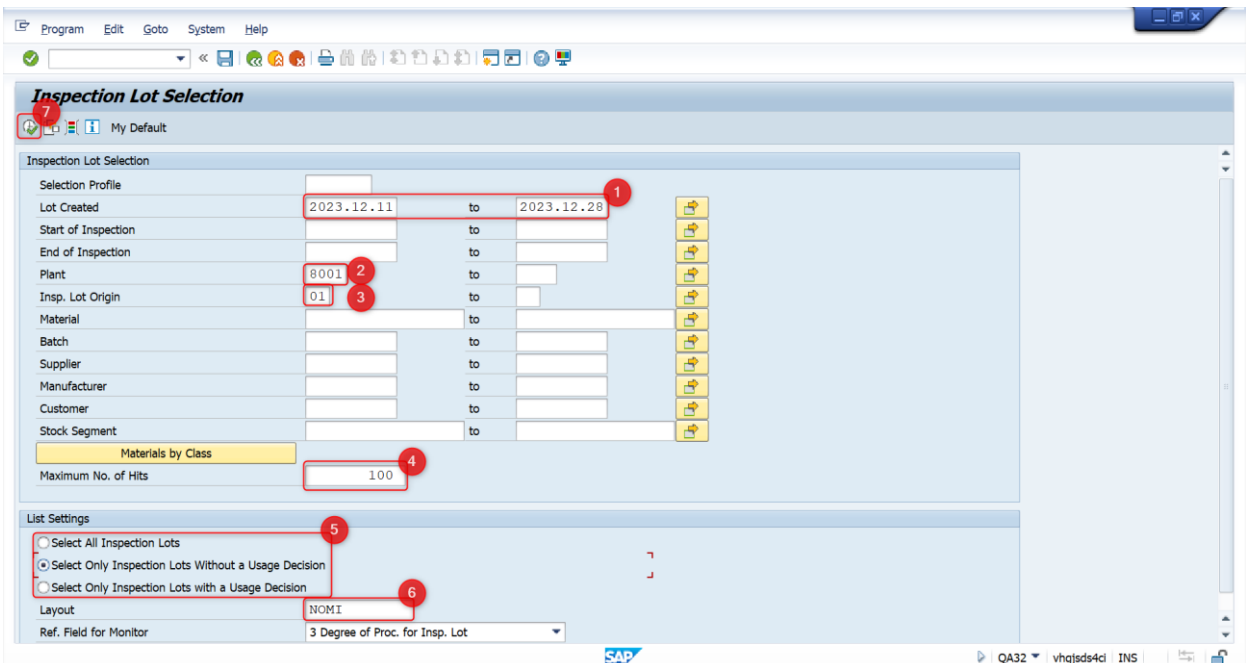 Program Edit Goto System Help
Inspection Lot Selection
7
My Default
Inspection Lot Selection
Selection Profile
1
Lot Created 2023.12.11 to 2023.12.28
Start of Inspection to
End of Inspection to
Plant 8001 2 to
Insp. Lot Origin 01 3 to
Material to
Batch to
Supplier to
Manufacturer to
Customer to
Stock Segment to
Materials by Class
4
Maximum No. of Hits 100
List Settings
5
Select All Inspection Lots
Select Only Inspection Lots Without a Usage Decision
Select Only Inspection Lots with a Usage Decision
6
Layout NOMI
Ref. Field for Monitor 3 Degree of Proc. for Insp. Lot
SAP QA32 vhqjsds4ci INS